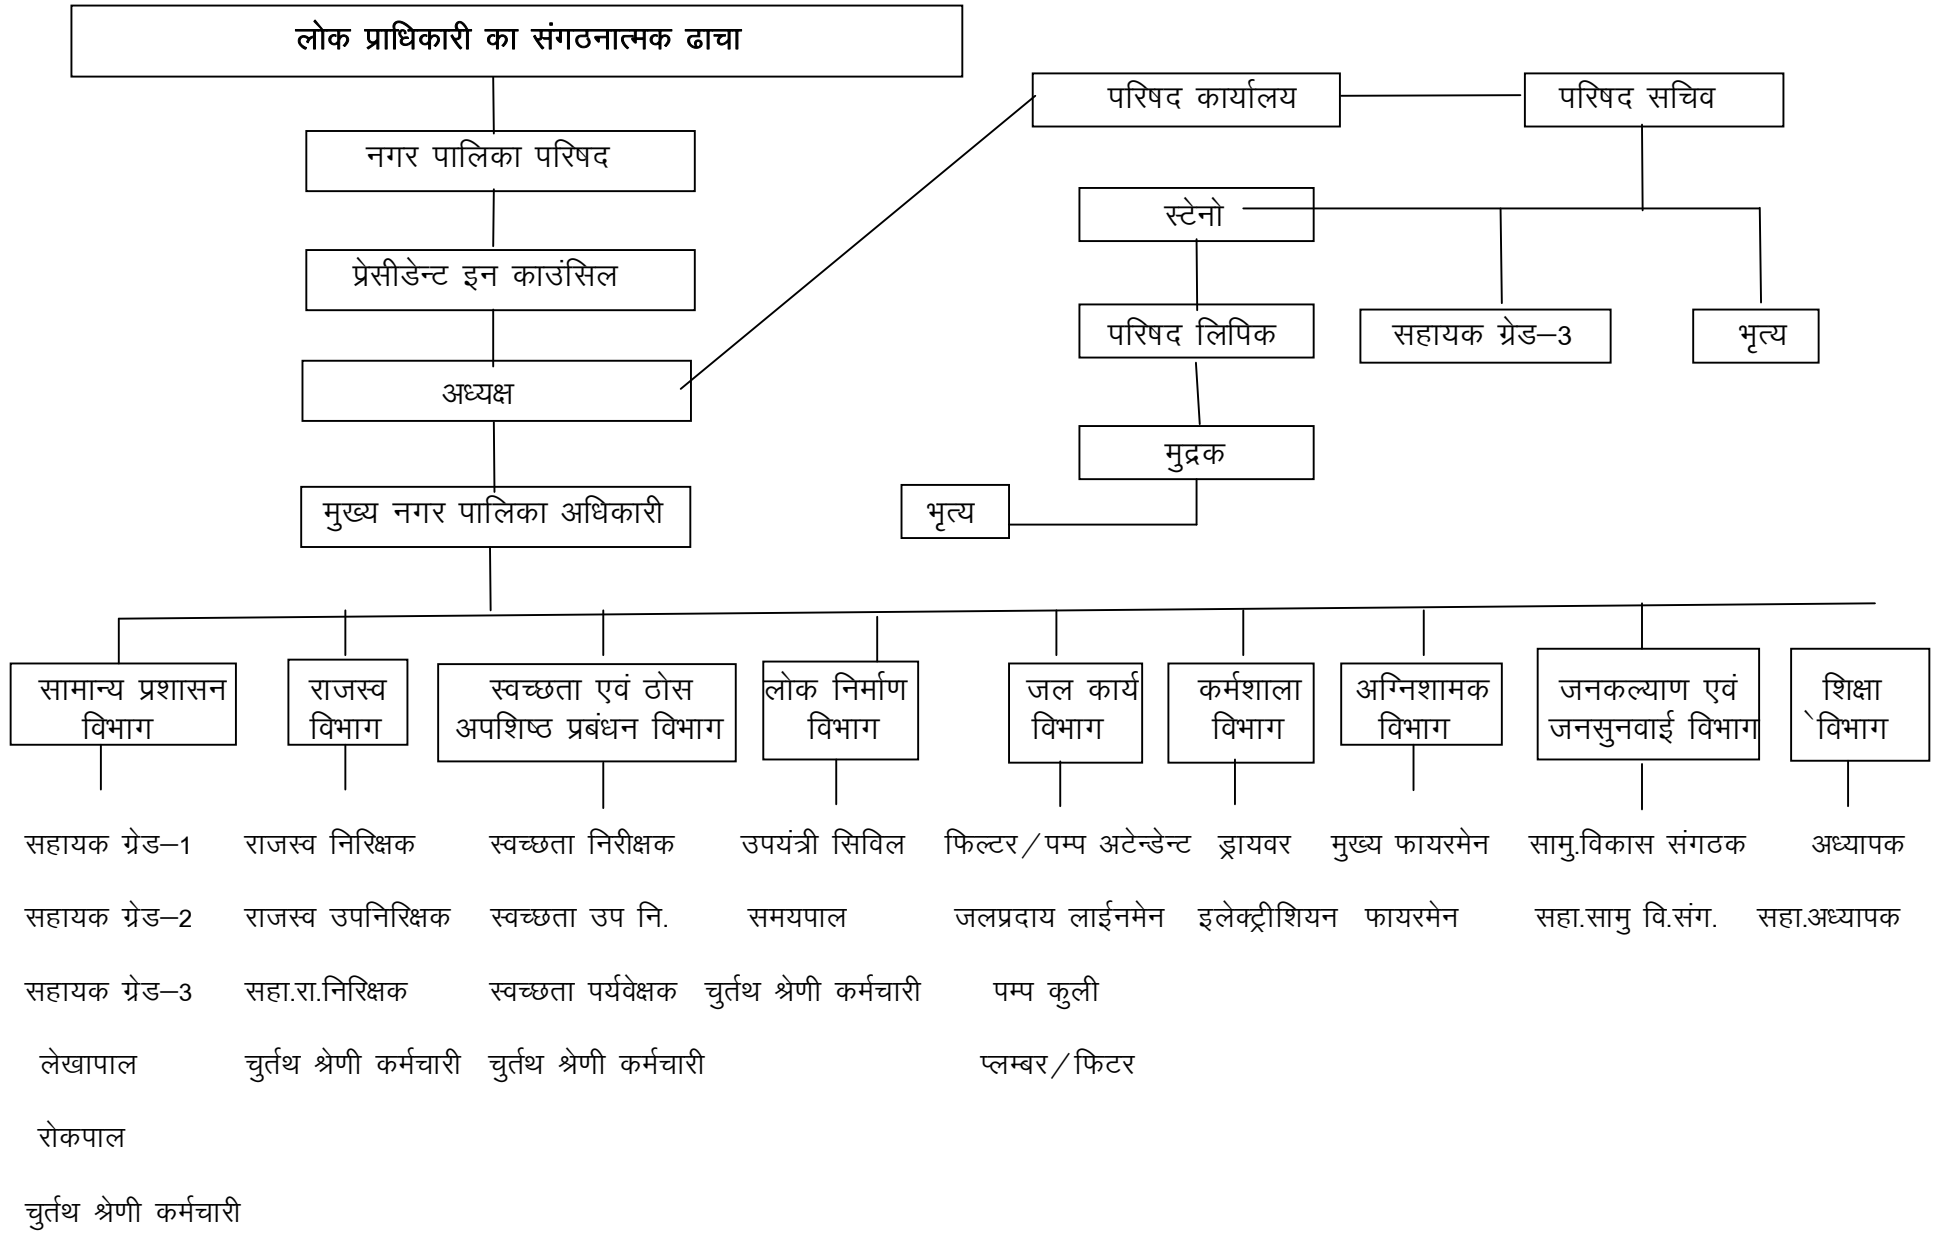 लोक प्राधिकारी का संगठनात्मक ढाचा
परिषद कार्यालय
परिषद सचिव
नगर पालिका परिषद
स्टेनो
प्रेसीडेन्ट इन काउंसिल
परिषद लिपिक
सहायक ग्रेड–3
भृत्य
अध्यक्ष
मुद्रक
मुख्य नगर पालिका अधिकारी
भृत्य
सामान्य प्रशासन
विभाग
राजस्व
विभाग
स्वच्छता एवं ठोस
अपशिष्ठ प्रबंधन विभाग
लोक निर्माण
विभाग
जल कार्य
विभाग
कर्मशाला
विभाग
अग्निशामक
विभाग
जनकल्याण एवं
जनसुनवाई विभाग
शिक्षा
`विभाग
सहायक ग्रेड–1 राजस्व निरिक्षक स्वच्छता निरीक्षक उपयंत्री सिविल फिल्टर/पम्प अटेन्डेन्ट ड्रायवर मुख्य फायरमेन सामु.विकास संगठक अध्यापक
सहायक ग्रेड–2 राजस्व उपनिरिक्षक स्वच्छता उप नि. समयपाल जलप्रदाय लाईनमेन इलेक्ट्रीशियन फायरमेन सहा.सामु वि.संग. सहा.अध्यापक
सहायक ग्रेड–3 सहा.रा.निरिक्षक स्वच्छता पर्यवेक्षक चुर्तथ श्रेणी कर्मचारी पम्प कुली
लेखापाल चुर्तथ श्रेणी कर्मचारी चुर्तथ श्रेणी कर्मचारी प्लम्बर/फिटर
रोकपाल
चुर्तथ श्रेणी कर्मचारी